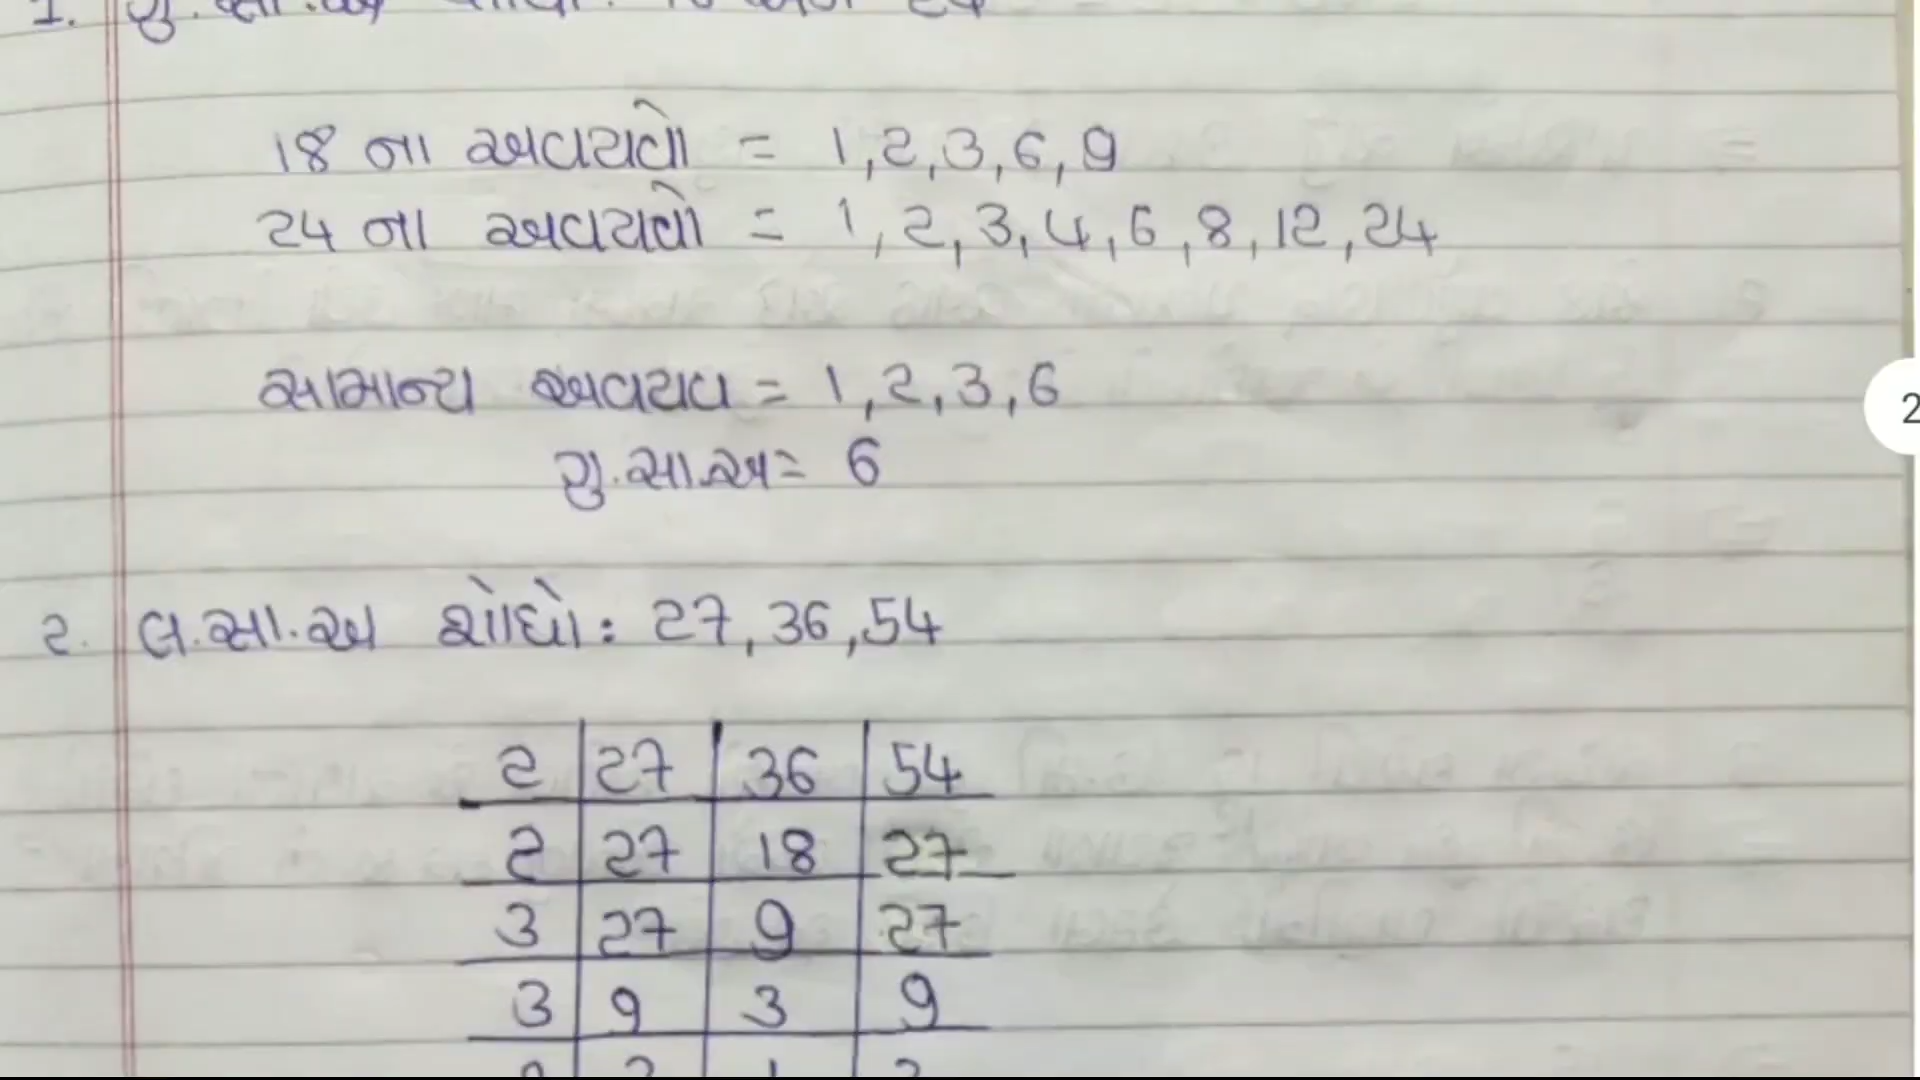 1. ગુ.સા.અ
18 ના અવયવો = 1,2,3,6,9
24 ના અવયવો = 1,2,3,4,6,8,12,24
સામાન્ય અવયવ = 1,2,3,6
ગુ.સા.અ= 6
2
2. લ.સા.અ શોધો: 27,36,54
2 27 36 54
2 27 18 27
3 27 9 27
3 9 3 9